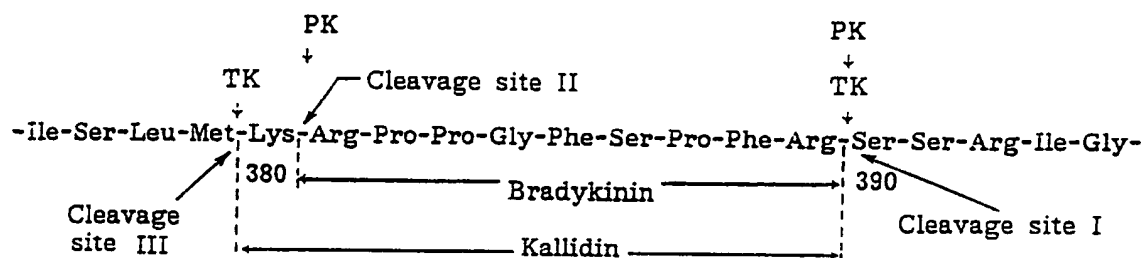 PK PK
TK Cleavage site II TK
-Ile-Ser-Leu-Met-Lys-Arg-Pro-Pro-Gly-Phe-Ser-Pro-Phe-Arg-Ser-Ser-Arg-Ile-Gly-
380 Bradykinin 390
Cleavage Cleavage site I
site III Kallidin